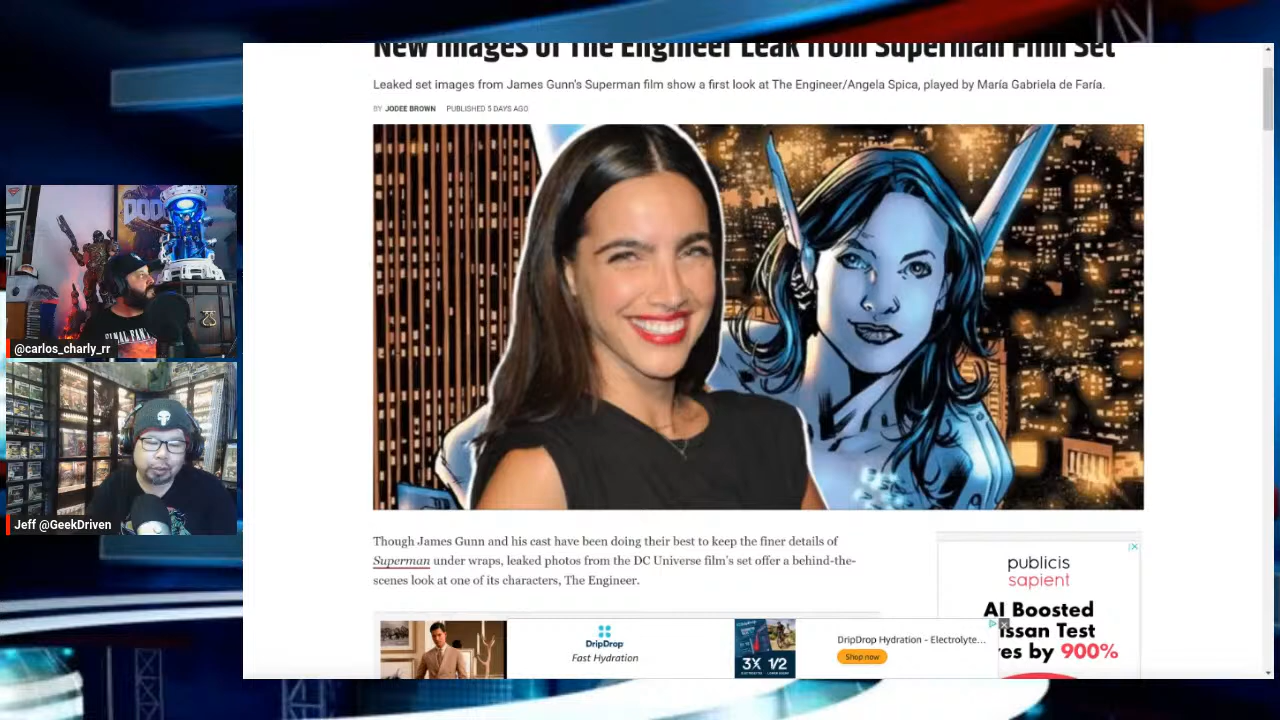 New Images of The Engineer Leak from Superman Film Set
Leaked set images from James Gunn's Superman film show a first look at The Engineer/Angela Spica, played by María Gabriela de Faría.
BY JODEE BROWN PUBLISHED 5 DAYS AGO
DOOM
@carlos_charly_rr
FINAL FAN
Jeff @GeekDriven
Though James Gunn and his cast have been doing their best to keep the finer details of
Superman under wraps, leaked photos from the DC Universe film's set offer a behind-the-
scenes look at one of its characters, The Engineer.
publicis
sapient
AI Boosted
issan Test
es by 900%
DripDrop
Fast Hydration
3X 1/2
DripDrop Hydration - Electrolyte...
Shop now